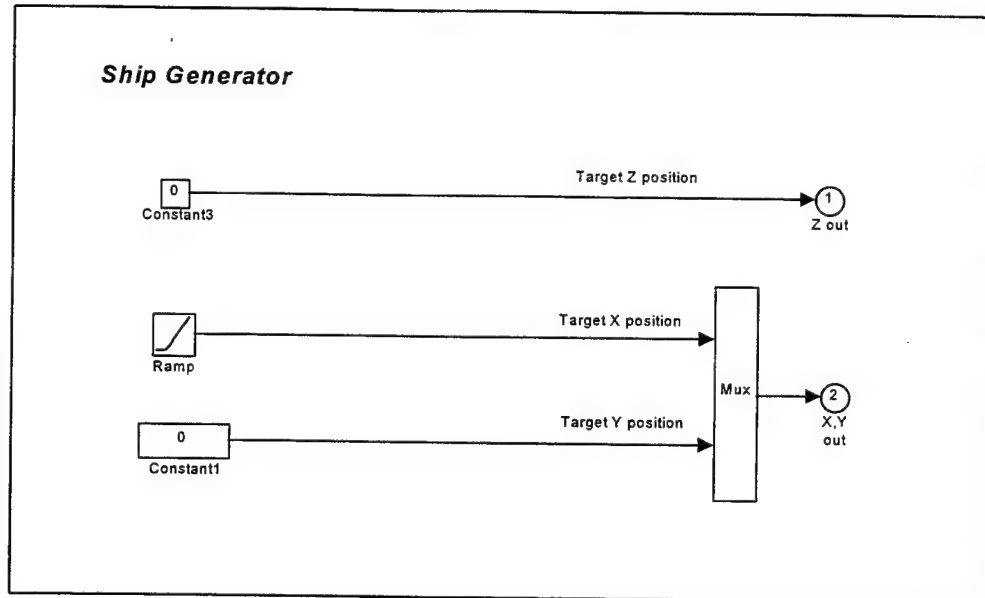 Ship Generator
Target Z position
0
Constant3
1
Z out
Target X position
Ramp
Mux
Target Y position
0
Constant1
2
X,Y
out